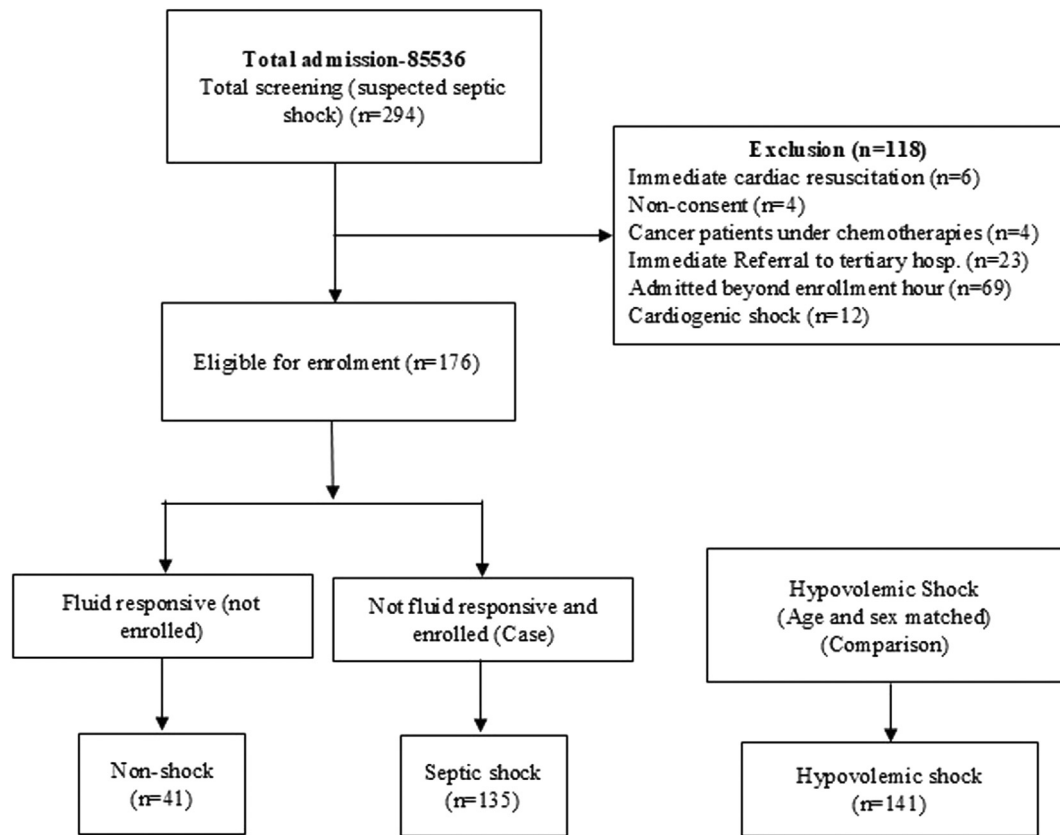 Total admission-85536
Total screening (suspected septic
shock) (n=294)
Exclusion (n=118)
Immediate cardiac resuscitation (n=6)
Non-consent (n=4)
Cancer patients under chemotherapies (n=4)
Immediate Referral to tertiary hosp. (n=23)
Admitted beyond enrollment hour (n=69)
Cardiogenic shock (n=12)
Eligible for enrolment (n=176)
Fluid responsive (not
enrolled)
Not fluid responsive and
enrolled (Case)
Hypovolemic Shock
(Age and sex matched)
(Comparison)
Non-shock
(n=41)
Septic shock
(n=135)
Hypovolemic shock
(n=141)